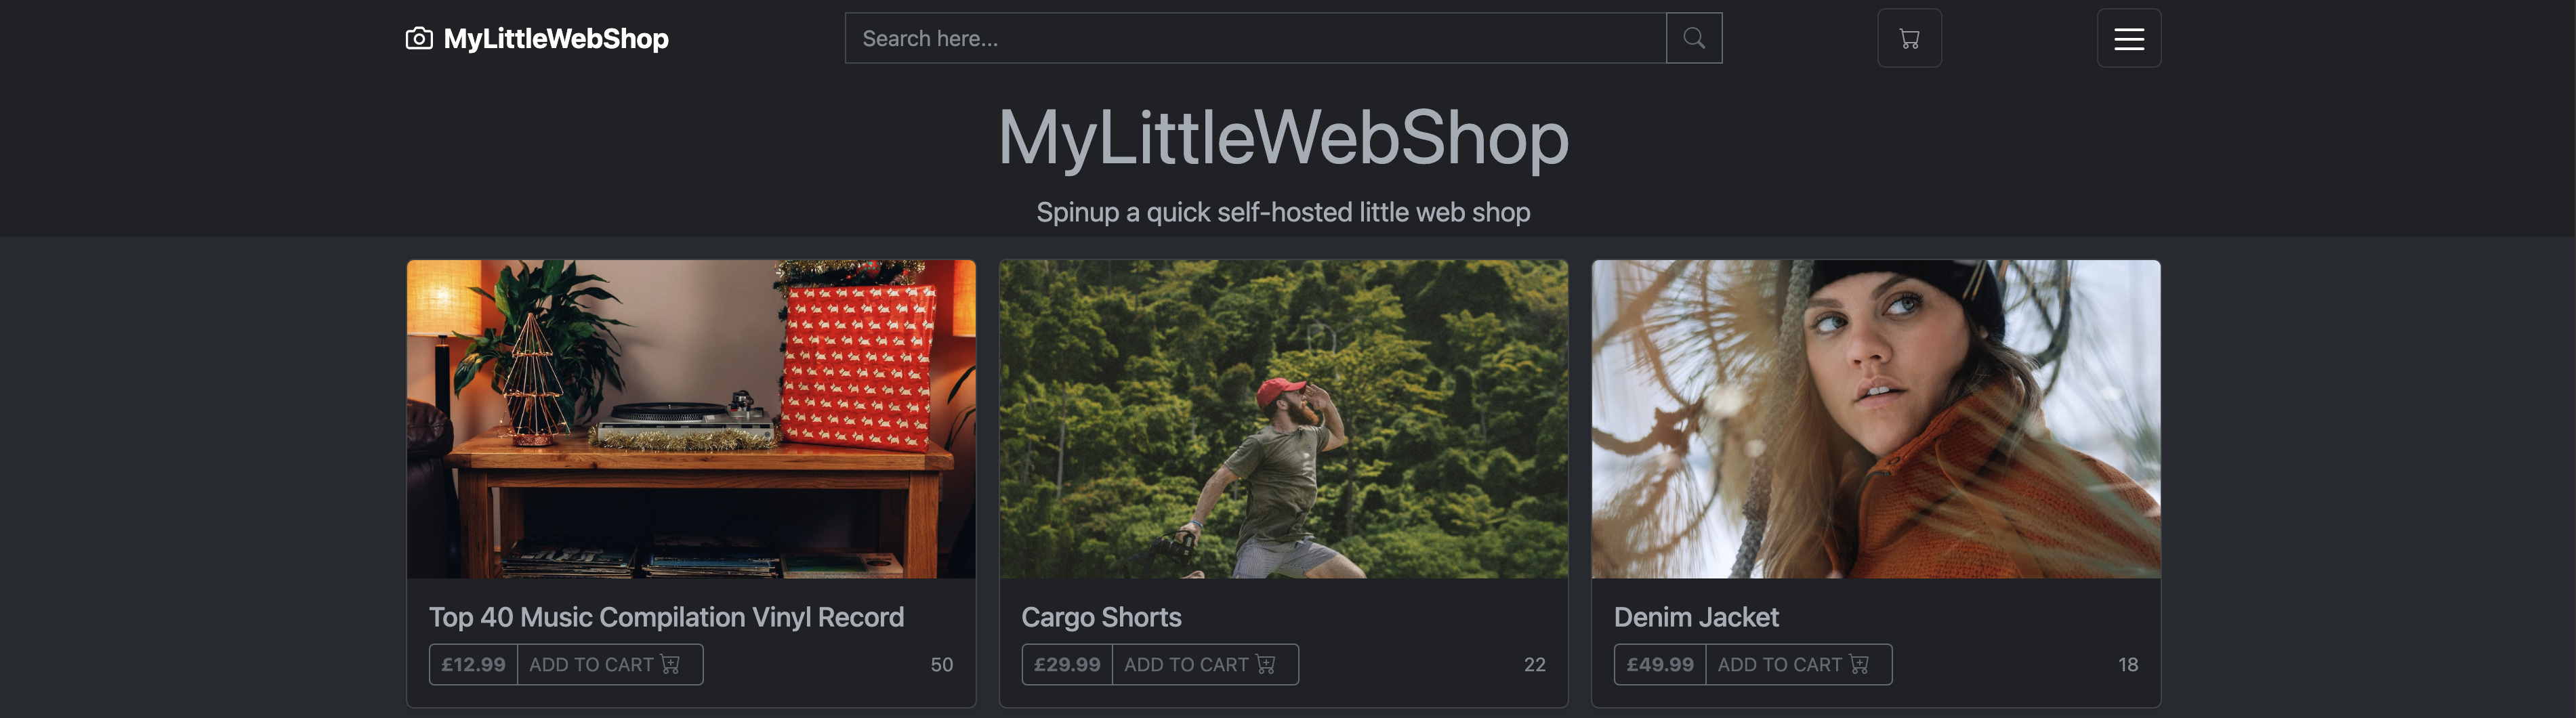 MyLittleWebShop
Search here...
MyLittleWebShop
Spinup a quick self-hosted little web shop
Top 40 Music Compilation Vinyl Record
£12.99 ADD TO CART 50
Cargo Shorts
£29.99 ADD TO CART 22
Denim Jacket
£49.99 ADD TO CART 18